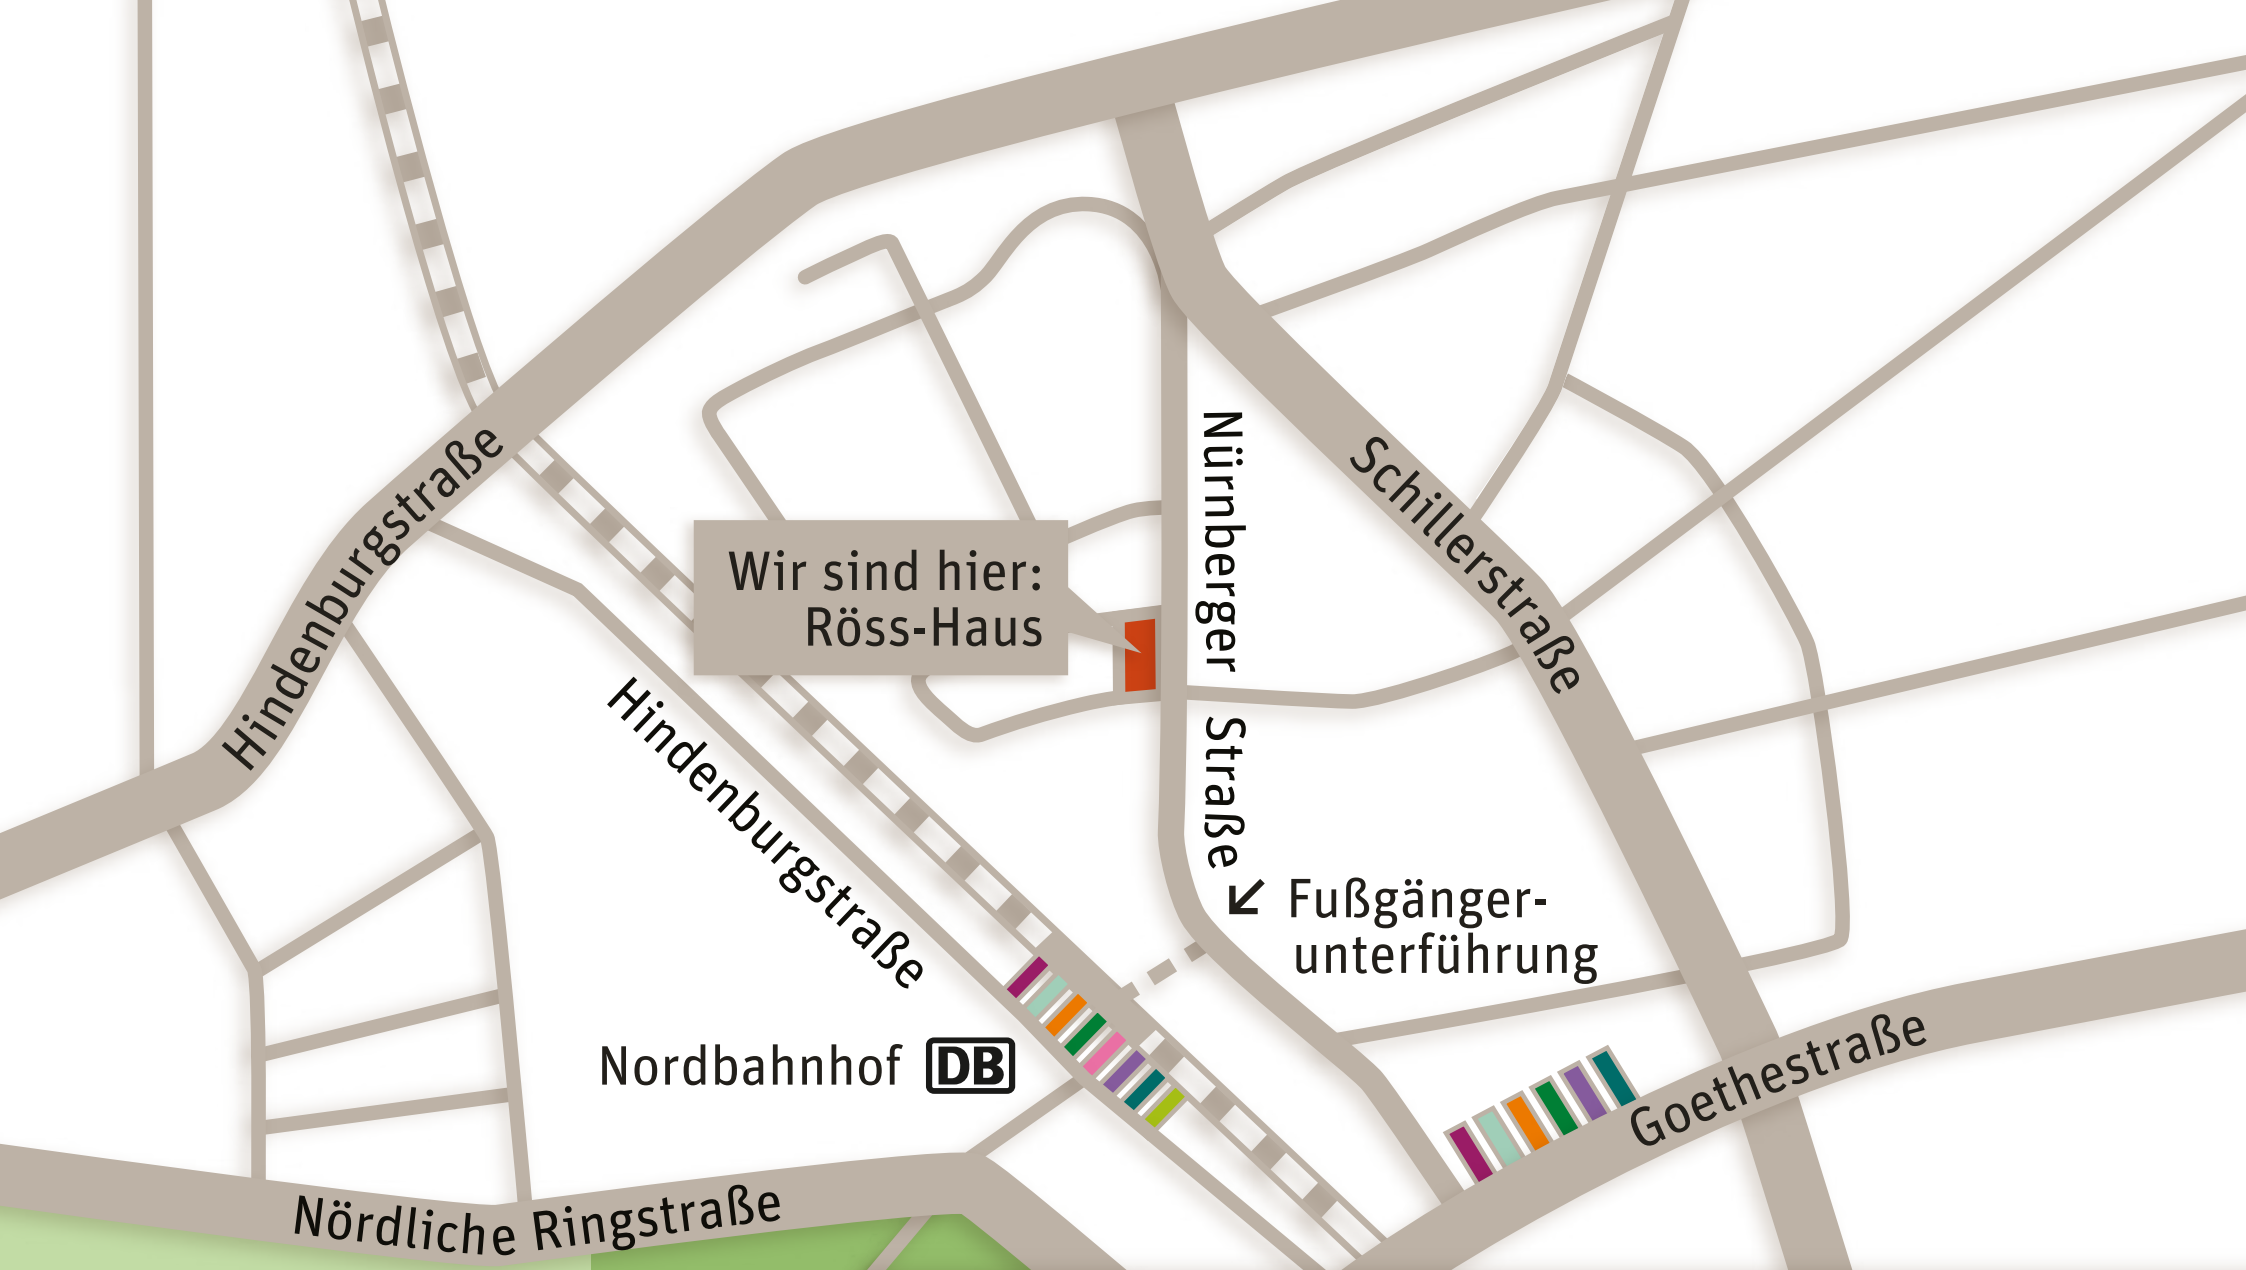 Hindenburgstraße
Wir sind hier:
Röss-Haus
Nürnberger Straße
Schillerstraße
Hindenburgstraße
Fußgänger-
unterführung
Nordbahnhof DB
Goethestraße
Nördliche Ringstraße